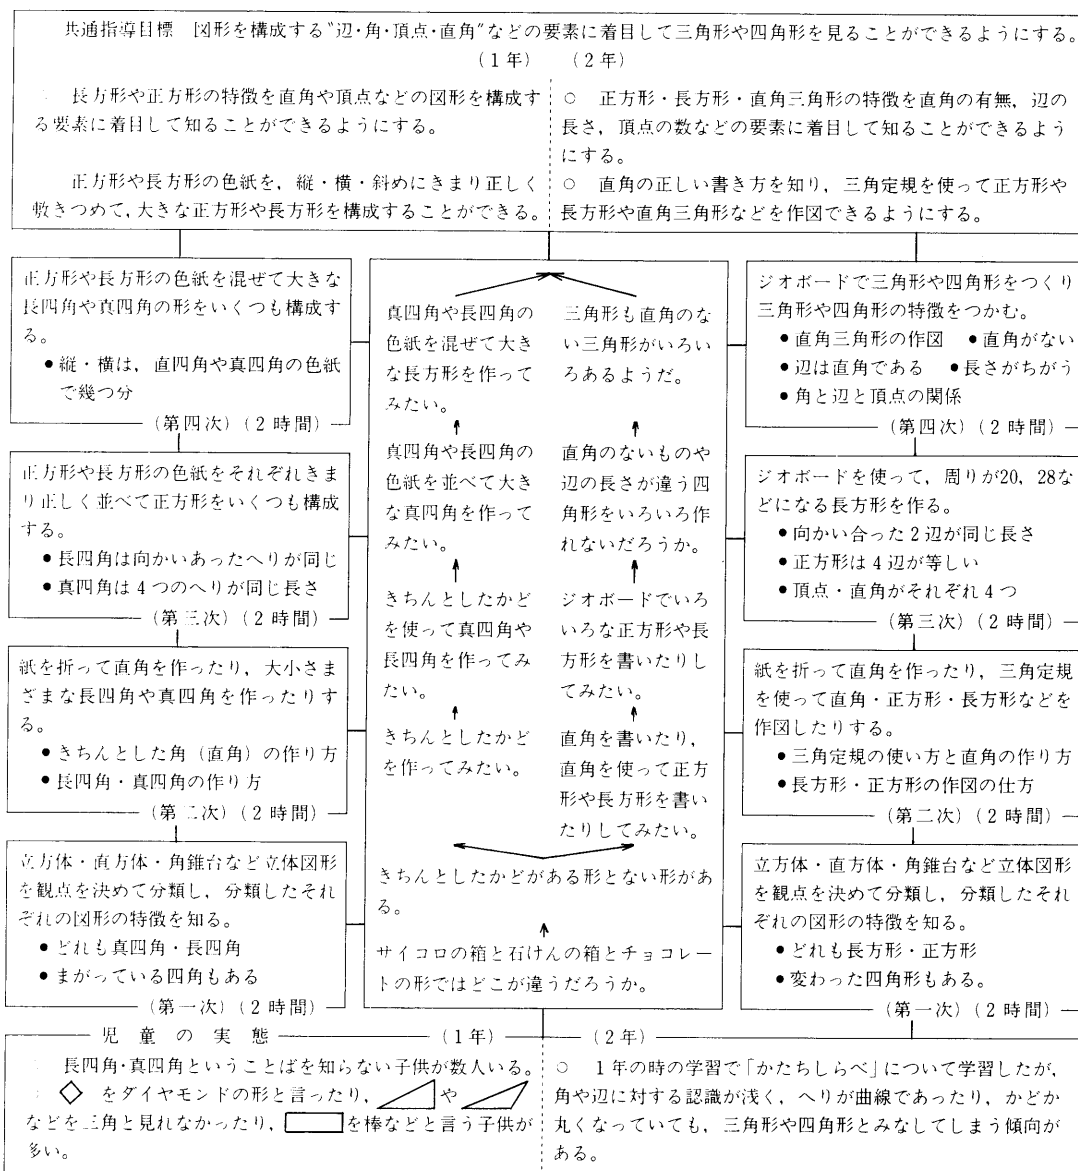 共通指導目標　図形を構成する“辺・角・頂点・直角”などの要素に着目して三角形や四角形を見ることができるようにする。
（1年）　（2年）
長方形や正方形の特徴を直角や頂点などの図形を構成す
る要素に着目して知ることができるようにする。
正方形や長方形の色紙を，縦・横・斜めにきまり正しく
敷きつめて，大きな正方形や長方形を構成することができる。
○　正方形・長方形・直角三角形の特徴を直角の有無，辺の
長さ，頂点の数などの要素に着目して知ることができるよう
にする。
○　直角の正しい書き方を知り，三角定規を使って正方形や
長方形や直角三角形などを作図できるようにする。
正方形や長方形の色紙を混ぜて大きな
長四角や真四角の形をいくつも構成す
る。
●縦・横は，直四角や真四角の色紙
で幾つ分
（第四次）（2時間）
正方形や長方形の色紙をそれぞれきま
り正しく並べて正方形をいくつも構成
する。
●長四角は向かいあったへりが同じ
●真四角は4つのへりが同じ長さ
（第三次）（2時間）
紙を折って直角を作ったり，大小さま
ざまな長四角や真四角を作ったりす
る。
●きちんとした角（直角）の作り方
●長四角・真四角の作り方
（第二次）（2時間）
立方体・直方体・角錐台など立体図形
を観点を決めて分類し，分類したそれ
ぞれの図形の特徴を知る。
●どれも真四角・長四角
●まがっている四角もある
（第一次）（2時間）
真四角や長四角の
色紙を混ぜて大き
な長方形を作って
みたい。
真四角や長四角の
色紙を並べて大き
な真四角を作って
みたい。
きちんとしたかど
を使って真四角や
長四角を作ってみ
たい。
きちんとしたかど
を作ってみたい。
三角形も直角のな
い三角形がいろい
ろあるようだ。
直角のないものや
辺の長さが違う四
角形をいろいろ作
れないだろうか。
ジオボードでいろ
いろな正方形や長
方形を書いたりし
てみたい。
直角を書いたり，
直角を使って正方
形や長方形を書い
たりしてみたい。
きちんとしたかどがある形とない形があ
る。
サイコロの箱と石けんの箱とチョコレー
トの形ではどこが違うだろうか。
ジオボードで三角形や四角形をつくり
三角形や四角形の特徴をつかむ。
●直角三角形の作図　●直角がない
●辺は直角である　●長さがちがう
●角と辺と頂点の関係
（第四次）（2時間）
ジオボードを使って，周りが20，28な
どになる長方形を作る。
●向かい合った2辺が同じ長さ
●正方形は4辺が等しい
●頂点・直角がそれぞれ4つ
（第三次）（2時間）
紙を折って直角を作ったり，三角定規
を使って直角・正方形・長方形などを
作図したりする。
●三角定規の使い方と直角の作り方
●長方形・正方形の作図の仕方
（第二次）（2時間）
立方体・直方体・角錐台など立体図形
を観点を決めて分類し，分類したそれ
ぞれの図形の特徴を知る。
●どれも長方形・正方形
●変わった四角形もある。
（第一次）（2時間）
児童の実態　（1年）　（2年）
長四角・真四角ということばを知らない子供が数人いる。
をダイヤモンドの形と言ったり，　や
などを三角と見れなかったり，　を棒などと言う子供が
多い。
○　1年の時の学習で「かたちしらべ」について学習したが，
角や辺に対する認識が浅く，へりが曲線であったり，かどか
丸くなっていても，三角形や四角形とみなしてしまう傾向が
ある。